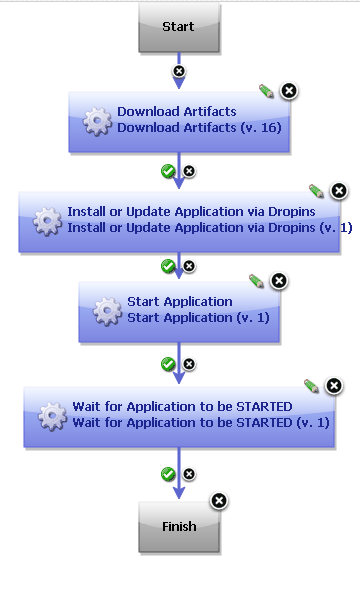 Start
Download Artifacts
Download Artifacts (v. 16)
Install or Update Application via Dropins
Install or Update Application via Dropins (v. 1)
Start Application
Start Application (v. 1)
Wait for Application to be STARTED
Wait for Application to be STARTED (v. 1)
Finish